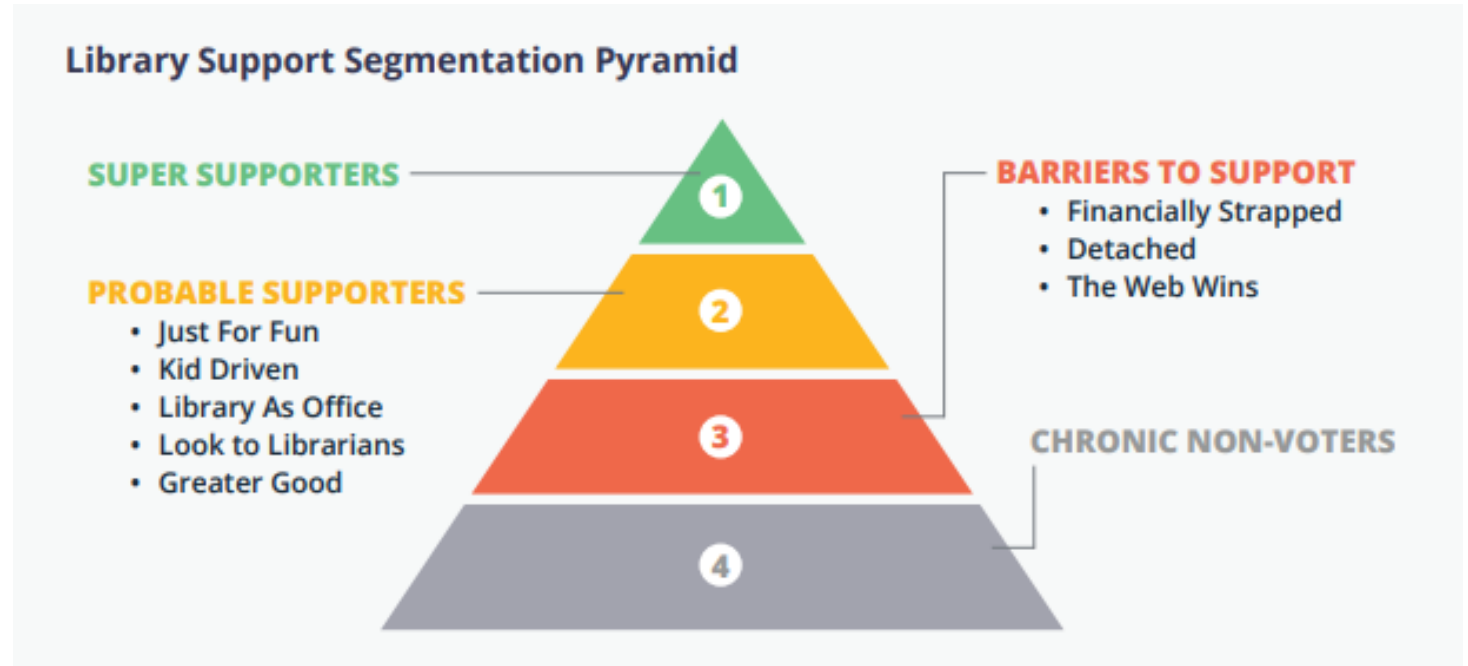 Library Support Segmentation Pyramid
SUPER SUPPORTERS
PROBABLE SUPPORTERS
• Just For Fun
• Kid Driven
• Library As Office
• Look to Librarians
• Greater Good
1
2
3
4
BARRIERS TO SUPPORT
• Financially Strapped
• Detached
• The Web Wins
CHRONIC NON-VOTERS